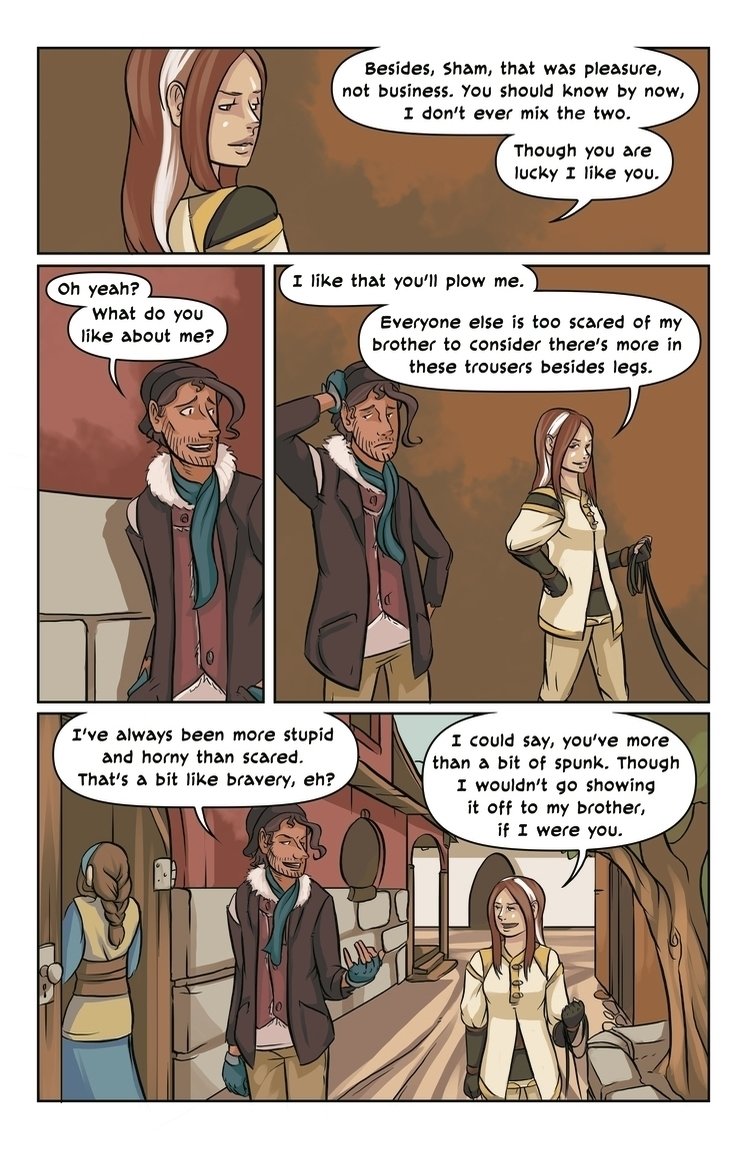 Besides, Sham, that was pleasure,
not business. You should know by now,
I don't ever mix the two.
Though you are
lucky I like you.
Oh yeah?
What do you
like about me?
I like that you'll plow me.
Everyone else is too scared of my
brother to consider there's more in
these trousers besides legs.
I've always been more stupid
and horny than scared.
That's a bit like bravery, eh?
I could say, you've more
than a bit of spunk. Though
I wouldn't go showing
it off to my brother,
if I were you.